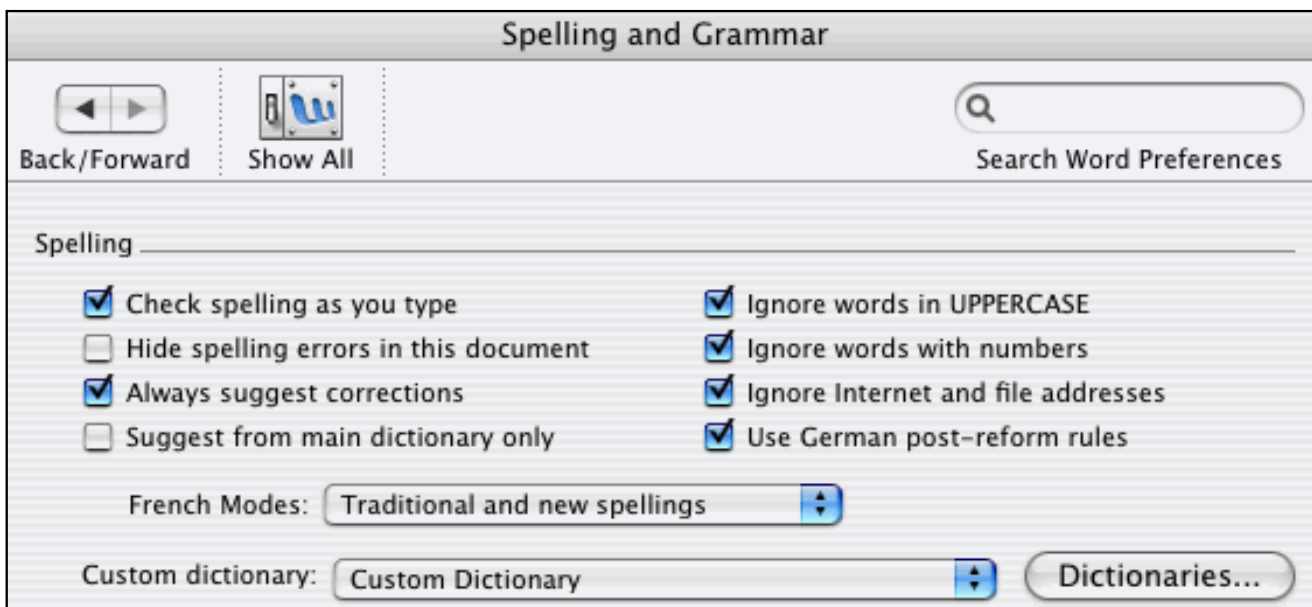 Spelling and Grammar
Back/Forward
Show All
Search Word Preferences
Spelling
Check spelling as you type
Hide spelling errors in this document
Always suggest corrections
Suggest from main dictionary only
Ignore words in UPPERCASE
Ignore words with numbers
Ignore Internet and file addresses
Use German post-reform rules
French Modes: Traditional and new spellings
Custom dictionary: Custom Dictionary
Dictionaries...